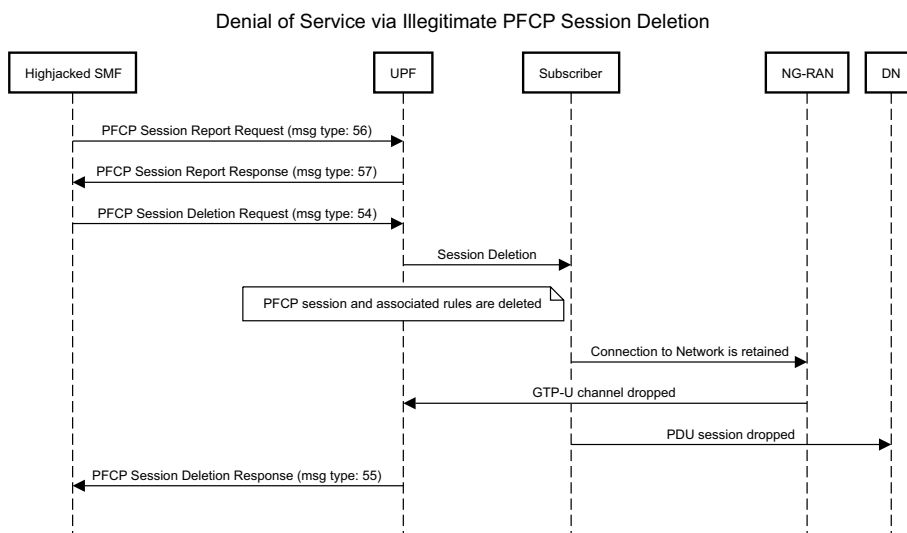 Denial of Service via Illegitimate PFCP Session Deletion
Highjacked SMF
UPF
Subscriber
NG-RAN
DN
PFCP Session Report Request (msg type: 56)
PFCP Session Report Response (msg type: 57)
PFCP Session Deletion Request (msg type: 54)
Session Deletion
PFCP session and associated rules are deleted
Connection to Network is retained
GTP-U channel dropped
PDU session dropped
PFCP Session Deletion Response (msg type: 55)